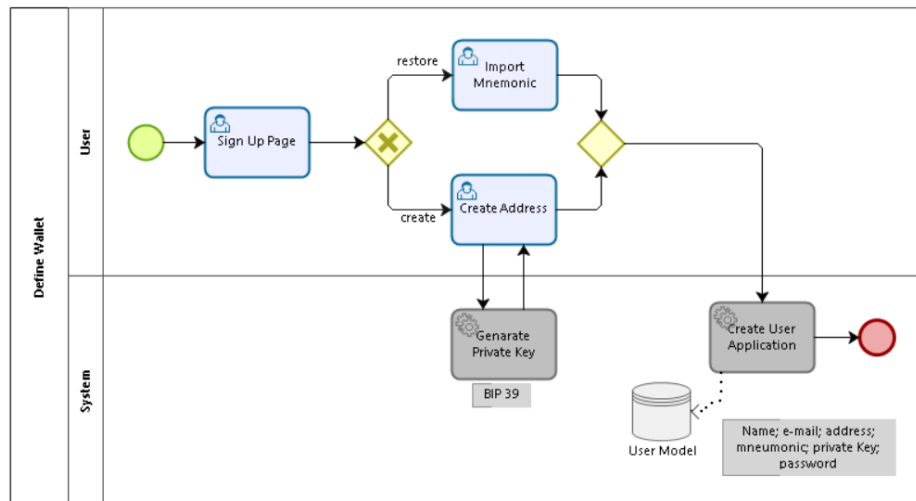 Define Wallet
User
Sign Up Page
restore
Import
Mnemonic
create
Create Address
System
Genarate
Private Key
BIP 39
Create User
Application
User Model
Name; e-mail; address;
mneumonic; private Key;
password